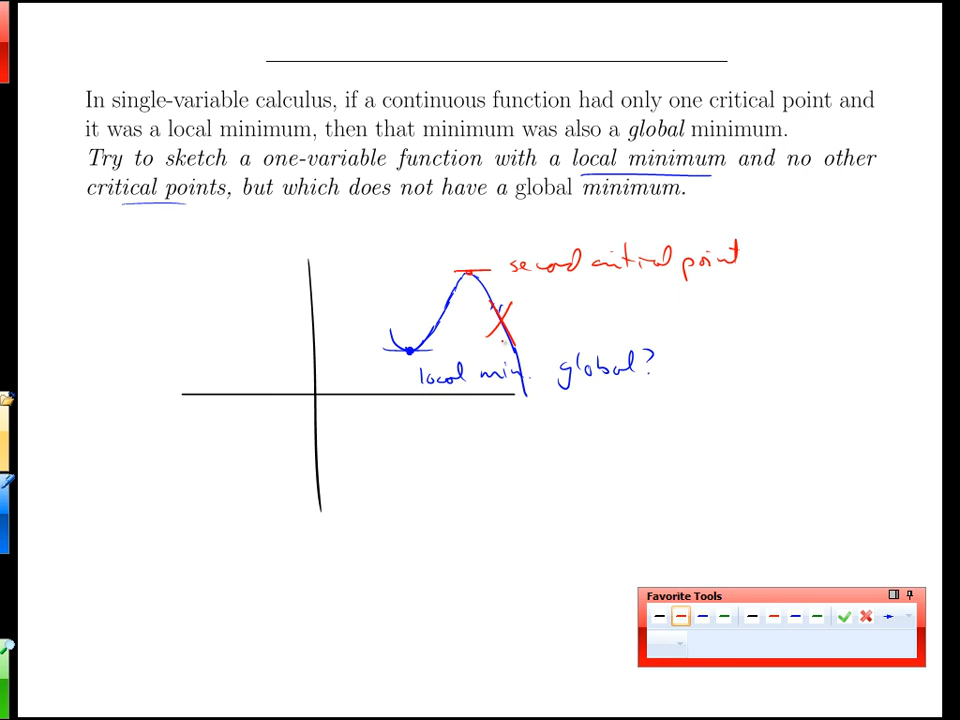 In single-variable calculus, if a continuous function had only one critical point and
it was a local minimum, then that minimum was also a global minimum.
Try to sketch a one-variable function with a local minimum and no other
critical points, but which does not have a global minimum.
second critical point
local min. global?
Favorite Tools